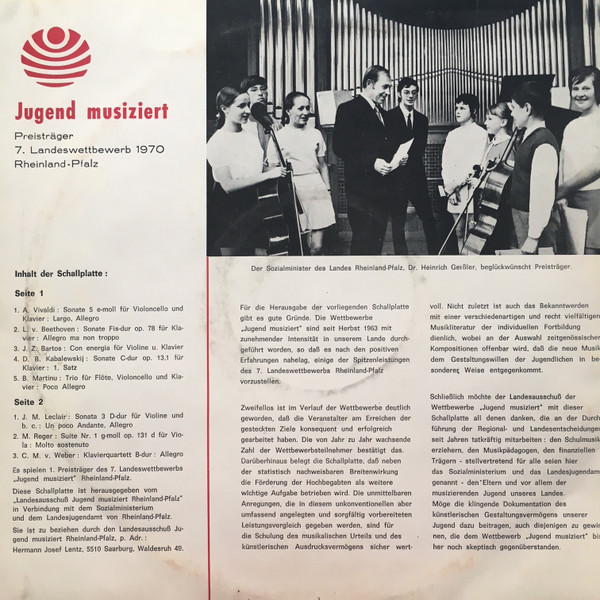 Jugend musiziert
Preisträger
7. Landeswettbewerb 1970
Rheinland-Pfalz
Der Sozialminister des Landes Rheinland-Pfalz, Dr. Heinrich Geißler, beglückwünscht Preisträger.
Inhalt der Schallplatte :
Seite 1
1. A. Vivaldi : Sonate 5 e-moll für Violoncello und
Klavier : Largo, Allegro
2. L. v. Beethoven : Sonate Fis-dur op. 78 für Kla-
vier : Allegro ma non troppo
3. J. Z. Bartos : Con energia für Violine u. Klavier
4. D. B. Kabalewskij : Sonate C-dur op. 13,1 für
Klavier : 1. Satz
5. B. Martinu : Trio für Flöte, Violoncello und Kla-
vier : Poco Allegro
Seite 2
1. J. M. Leclair : Sonata 3 D-dur für Violine und
b. c. : Un poco Andante, Allegro
2. M. Reger : Suite Nr. 1 g-moll op. 131 d für Vio-
la : Molto sostenuto
3. C. M. v. Weber : Klavierquartett B-dur : Allegro
Es spielen 1. Preisträger des 7. Landeswettbewerbs
„Jugend musiziert" Rheinland-Pfalz.
Diese Schallplatte ist herausgegeben vom
„Landesausschuß Jugend musiziert Rheinland-Pfalz"
in Verbindung mit dem Sozialministerium
und dem Landesjugendamt von Rheinland-Pfalz.
Sie ist zu beziehen durch den Landesausschuß Ju-
gend musiziert Rheinland-Pfalz, p. Adr. :
Hermann Josef Lentz, 5510 Saarburg, Waldesruh 49.
Für die Herausgabe der vorliegenden Schallplatte
gibt es gute Gründe. Die Wettbewerbe
„Jugend musiziert" sind seit Herbst 1963 mit
zunehmender Intensität in unserem Lande durch-
geführt worden, so daß es nach den positiven
Erfahrungen nahelag, einige der Spitzenleistungen
des 7. Landeswettbewerbs Rheinland-Pfalz
vorzustellen.
Zweifellos ist im Verlauf der Wettbewerbe deutlich
geworden, daß die Veranstalter am Erreichen der
gesteckten Ziele konsequent und erfolgreich
gearbeitet haben. Die von Jahr zu Jahr wachsende
Zahl der Wettbewerbsteilnehmer bestätigt das.
Darüberhinaus belegt die Schallplatte, daß neben
der statistisch nachweisbaren Breitenwirkung
die Förderung der Hochbegabten als weitere
wichtige Aufgabe betrieben wird. Die unmittelbaren
Anregungen, die in diesem unkonventionellen aber
umfassend angelegten und sorgfältig vorbereiteten
Leistungsvergleich gegeben werden, sind für
die Schulung des musikalischen Urteils und des
künstlerischen Ausdrucksvermögens sicher wert-
voll. Nicht zuletzt ist auch das Bekanntwerden
mit einer verschiedenartigen und recht vielfältigen
Musikliteratur der individuellen Fortbildung
dienlich, wobei an der Auswahl zeitgenössischer
Kompositionen offenbar wird, daß die neue Musik
dem Gestaltungswillen der Jugendlichen in be-
sonderer Weise entgegenkommt.
Schließlich möchte der Landesausschuß der
Wettbewerbe „Jugend musiziert" mit dieser
Schallplatte all denen danken, die an der Durch-
führung der Regional- und Landesentscheidungen
seit Jahren tatkräftig mitarbeiten : den Schulmusik-
erziehern, den Musikpädagogen, den finanziellen
Trägern - stellvertretend für alle seien hier
das Sozialministerium und das Landesjugendamt
genannt - den Eltern und vor allem der
musizierenden Jugend unseres Landes.
Möge die klingende Dokumentation des
künstlerischen Gestaltungsvermögens unserer
Jugend dazu beitragen, auch diejenigen zu gewin-
nen, die dem Wettbewerb „Jugend musiziert" bis-
her noch skeptisch gegenüberstanden.